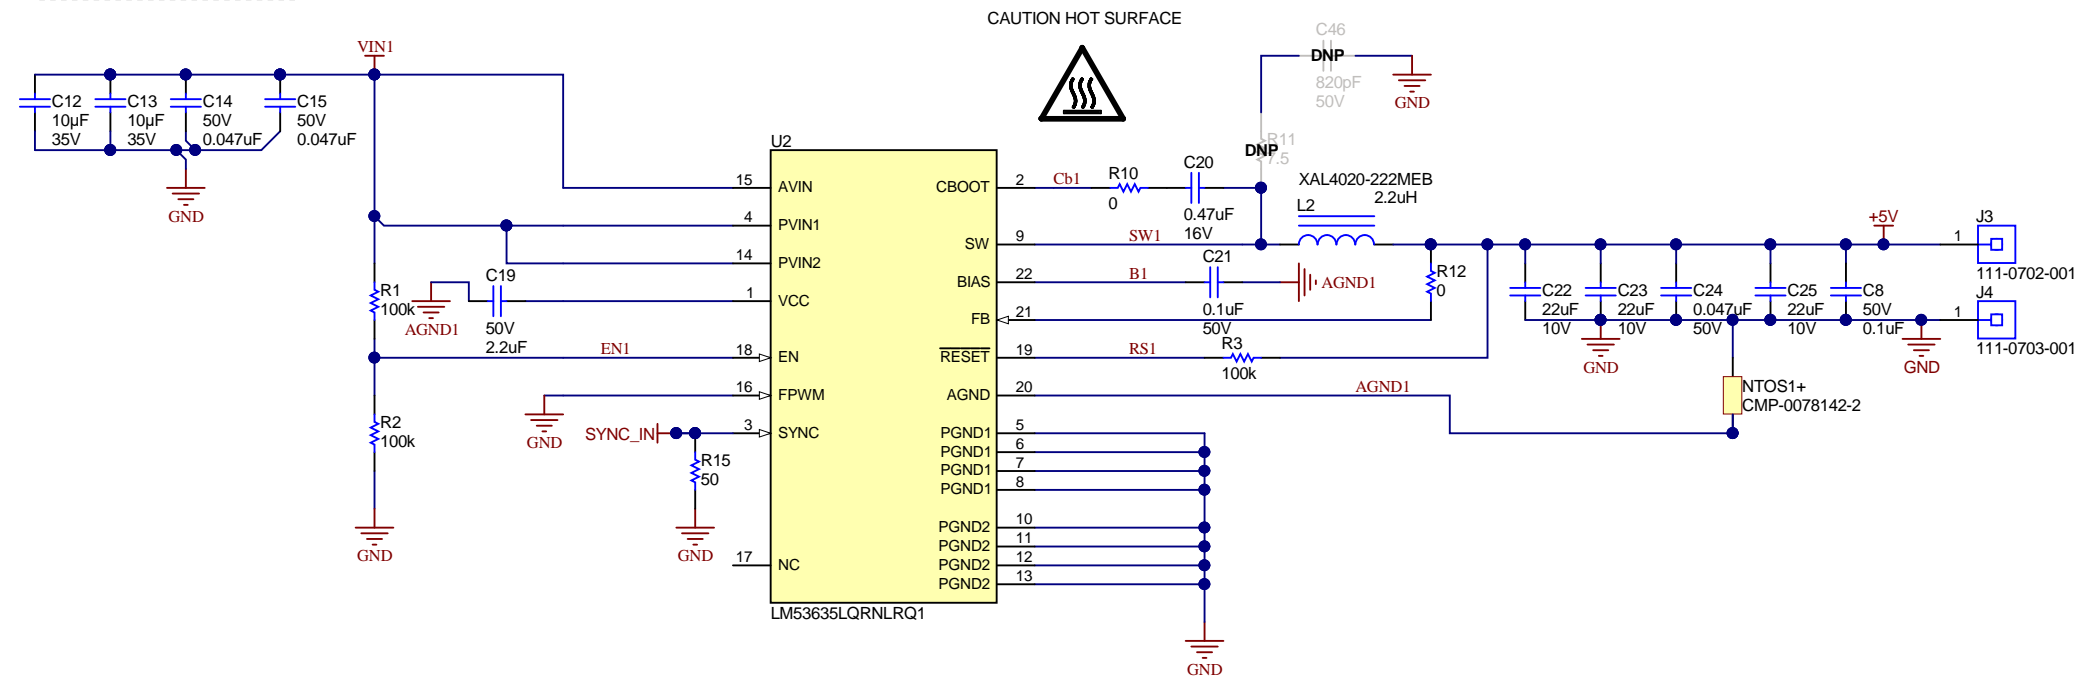 CAUTION HOT SURFACE
VIN1
C12
10µF
35V
C13
10µF
35V
C14
50V
0.047uF
C15
50V
0.047uF
GND
C46
DNP
820pF
50V
GND
R11
DNP
7.5
U2
15 AVIN
4 PVIN1
14 PVIN2
1 VCC
18 EN
16 FPWM
3 SYNC
17 NC
CBOOT 2
SW 9
BIAS 22
FB 21
RESET 19
AGND 20
PGND1 5
PGND1 6
PGND1 7
PGND1 8
PGND2 10
PGND2 11
PGND2 12
PGND2 13
LM53635LQRNLRQ1
R1
100k
R2
100k
GND
AGND1
C19
50V
2.2uF
EN1
GND
SYNC_IN
R15
50
GND
Cb1
R10
0
C20
0.47uF
16V
SW1
XAL4020-222MEB
2.2uH
L2
B1
C21
0.1uF
50V
AGND1
R12
0
RS1
R3
100k
AGND1
GND
C22
22uF
10V
C23
22uF
10V
C24
0.047uF
50V
C25
22uF
10V
C8
50V
0.1uF
GND
GND
+5V
J3
1
111-0702-001
J4
1
111-0703-001
NTOS1+
CMP-0078142-2